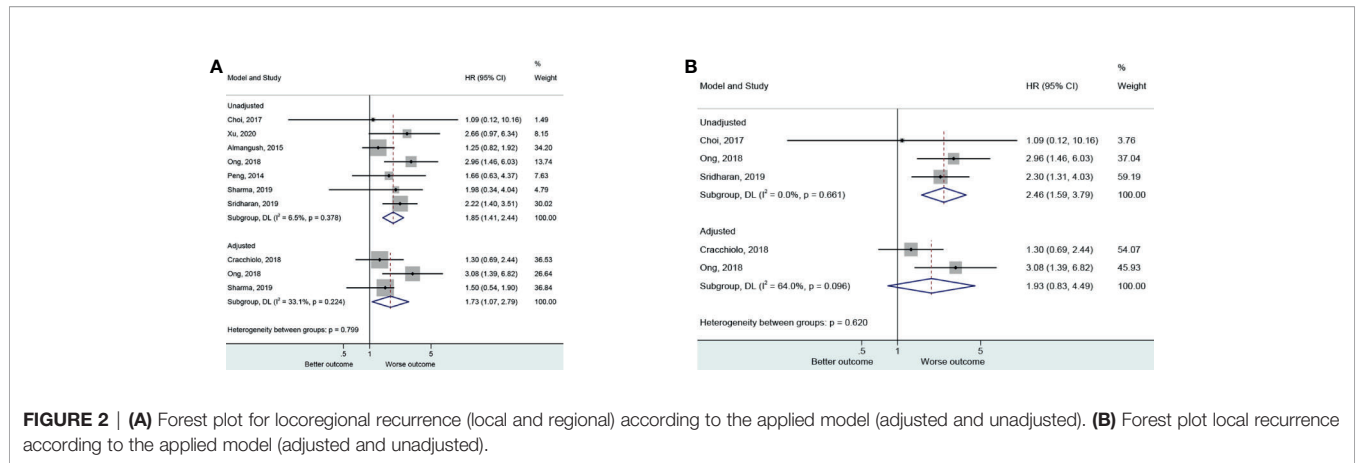 A
%
Model and Study HR (95% CI) Weight
Unadjusted
Choi, 2017 1.09 (0.12, 10.16) 1.49
Xu, 2020 2.66 (0.97, 6.34) 8.15
Almangush, 2015 1.25 (0.82, 1.92) 34.20
Ong, 2018 2.96 (1.46, 6.03) 13.74
Peng, 2014 1.66 (0.63, 4.37) 7.63
Sharma, 2019 1.98 (0.34, 4.04) 4.79
Sridharan, 2019 2.22 (1.40, 3.51) 30.02
Subgroup, DL (I² = 6.5%, p = 0.378) 1.85 (1.41, 2.44) 100.00
Adjusted
Cracchiolo, 2018 1.30 (0.69, 2.44) 36.53
Ong, 2018 3.08 (1.39, 6.82) 26.64
Sharma, 2019 1.50 (0.54, 1.90) 36.84
Subgroup, DL (I² = 33.1%, p = 0.224) 1.73 (1.07, 2.79) 100.00
Heterogeneity between groups: p = 0.799
.5 1 5
Better outcome Worse outcome
B
%
Model and Study HR (95% CI) Weight
Unadjusted
Choi, 2017 1.09 (0.12, 10.16) 3.76
Ong, 2018 2.96 (1.46, 6.03) 37.04
Sridharan, 2019 2.30 (1.31, 4.03) 59.19
Subgroup, DL (I² = 0.0%, p = 0.661) 2.46 (1.59, 3.79) 100.00
Adjusted
Cracchiolo, 2018 1.30 (0.69, 2.44) 54.07
Ong, 2018 3.08 (1.39, 6.82) 45.93
Subgroup, DL (I² = 64.0%, p = 0.096) 1.93 (0.83, 4.49) 100.00
Heterogeneity between groups: p = 0.620
.5 1 5
Better outcome Worse outcome
FIGURE 2 | (A) Forest plot for locoregional recurrence (local and regional) according to the applied model (adjusted and unadjusted). (B) Forest plot local recurrence
according to the applied model (adjusted and unadjusted).